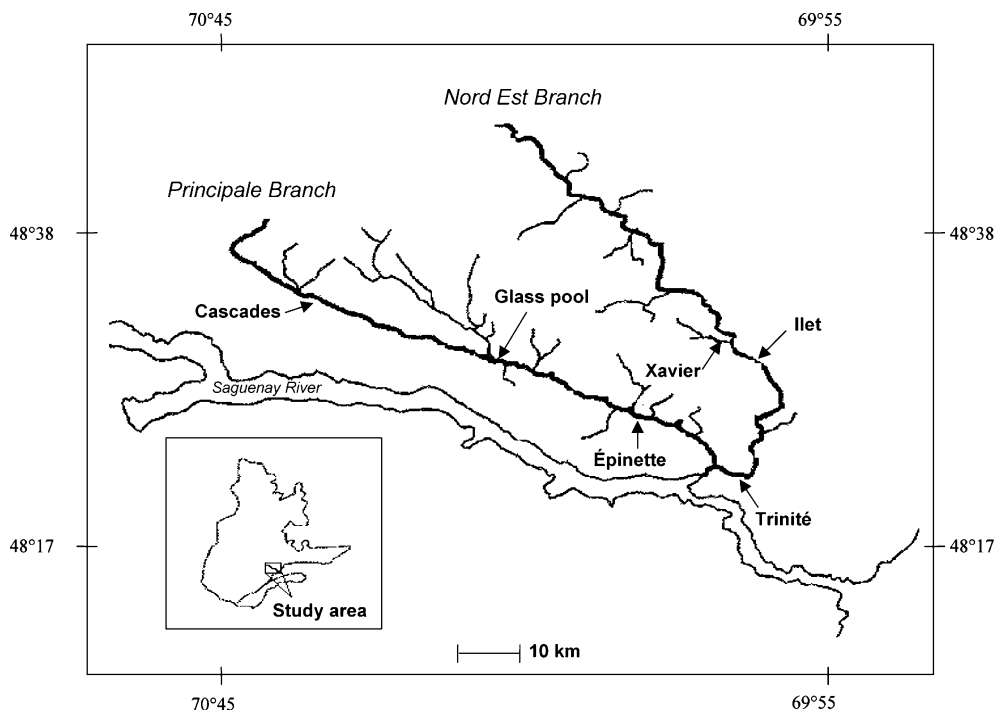 70°45
69°55
Nord Est Branch
Principale Branch
48°38
48°38
Glass pool
Cascades
Ilet
Xavier
Saguenay River
Épinette
Trinité
48°17
48°17
Study area
10 km
70°45
69°55